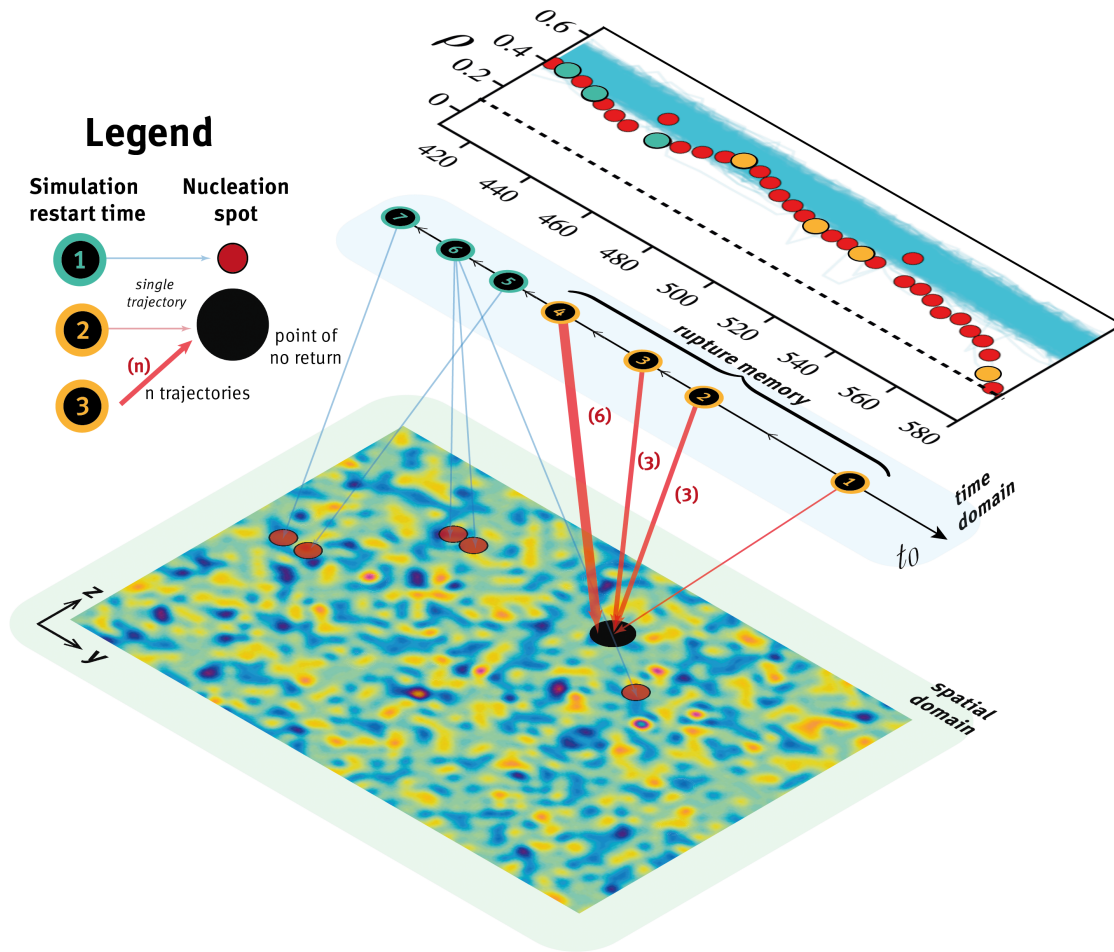 Legend
Simulation
restart time
Nucleation
spot
1
single
trajectory
2
point of
no return
(n)
n trajectories
3
ρ
0.6
0.4
0.2
0
420
440
460
480
500
520
540
560
580
7
6
5
4
3
2
1
rupture memory
(6)
(3)
(3)
time
domain
t0
z
y
spatial
domain